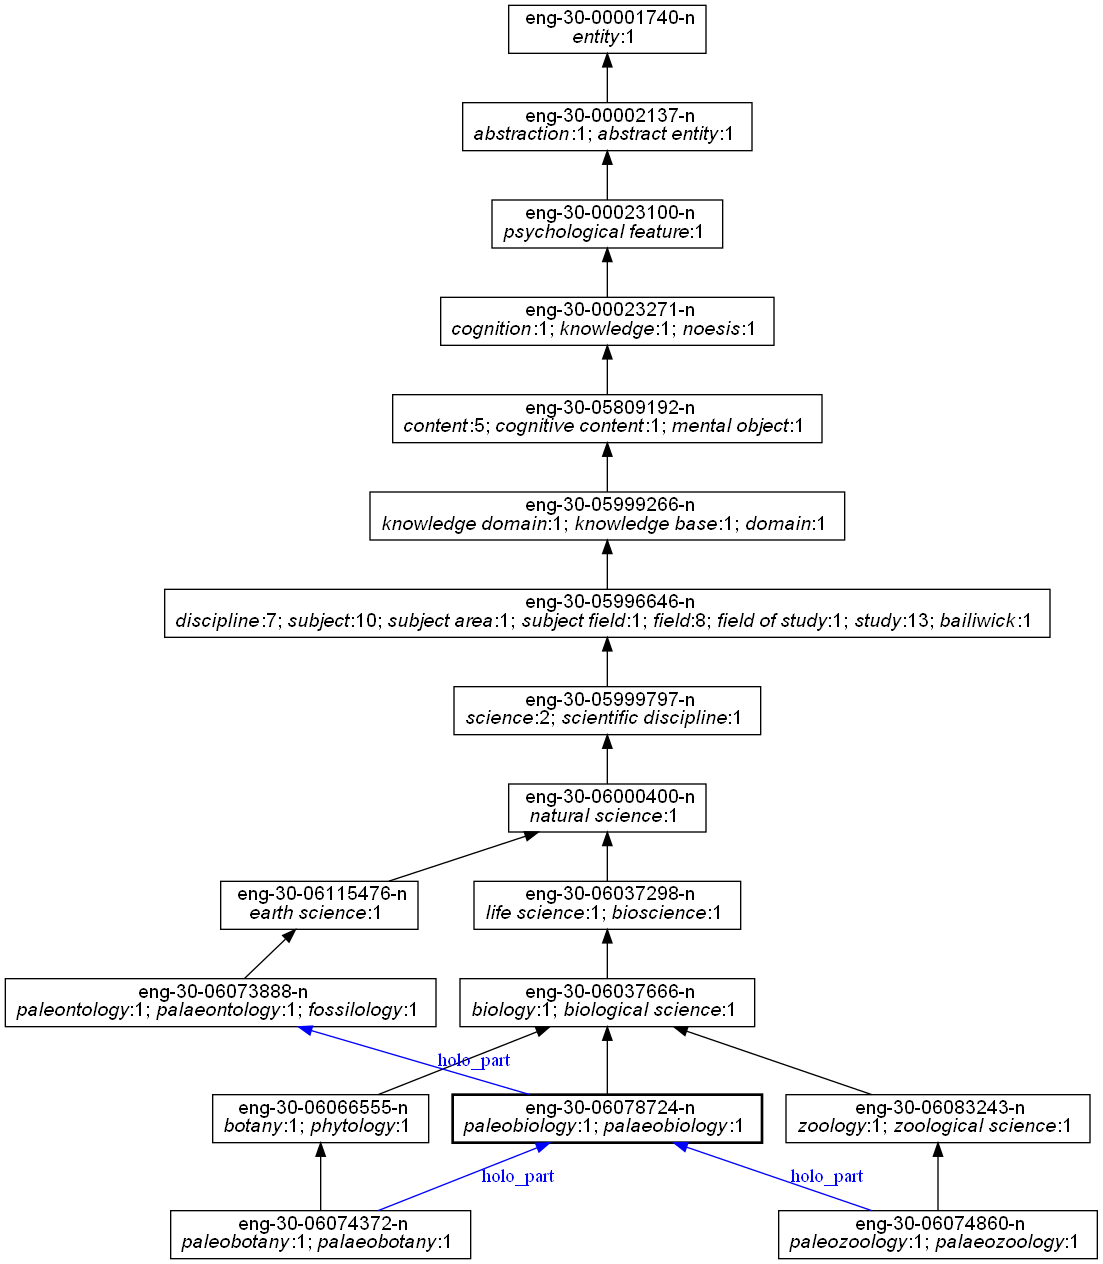 eng-30-00001740-n
entity:1
eng-30-00002137-n
abstraction:1; abstract entity:1
eng-30-00023100-n
psychological feature:1
eng-30-00023271-n
cognition:1; knowledge:1; noesis:1
eng-30-05809192-n
content:5; cognitive content:1; mental object:1
eng-30-05999266-n
knowledge domain:1; knowledge base:1; domain:1
eng-30-05996646-n
discipline:7; subject:10; subject area:1; subject field:1; field:8; field of study:1; study:13; bailiwick:1
eng-30-05999797-n
science:2; scientific discipline:1
eng-30-06000400-n
natural science:1
eng-30-06115476-n
earth science:1
eng-30-06037298-n
life science:1; bioscience:1
eng-30-06073888-n
paleontology:1; palaeontology:1; fossilology:1
eng-30-06037666-n
biology:1; biological science:1
holo_part
eng-30-06066555-n
botany:1; phytology:1
eng-30-06078724-n
paleobiology:1; palaeobiology:1
eng-30-06083243-n
zoology:1; zoological science:1
holo_part
holo_part
eng-30-06074372-n
paleobotany:1; palaeobotany:1
eng-30-06074860-n
paleozoology:1; palaeozoology:1